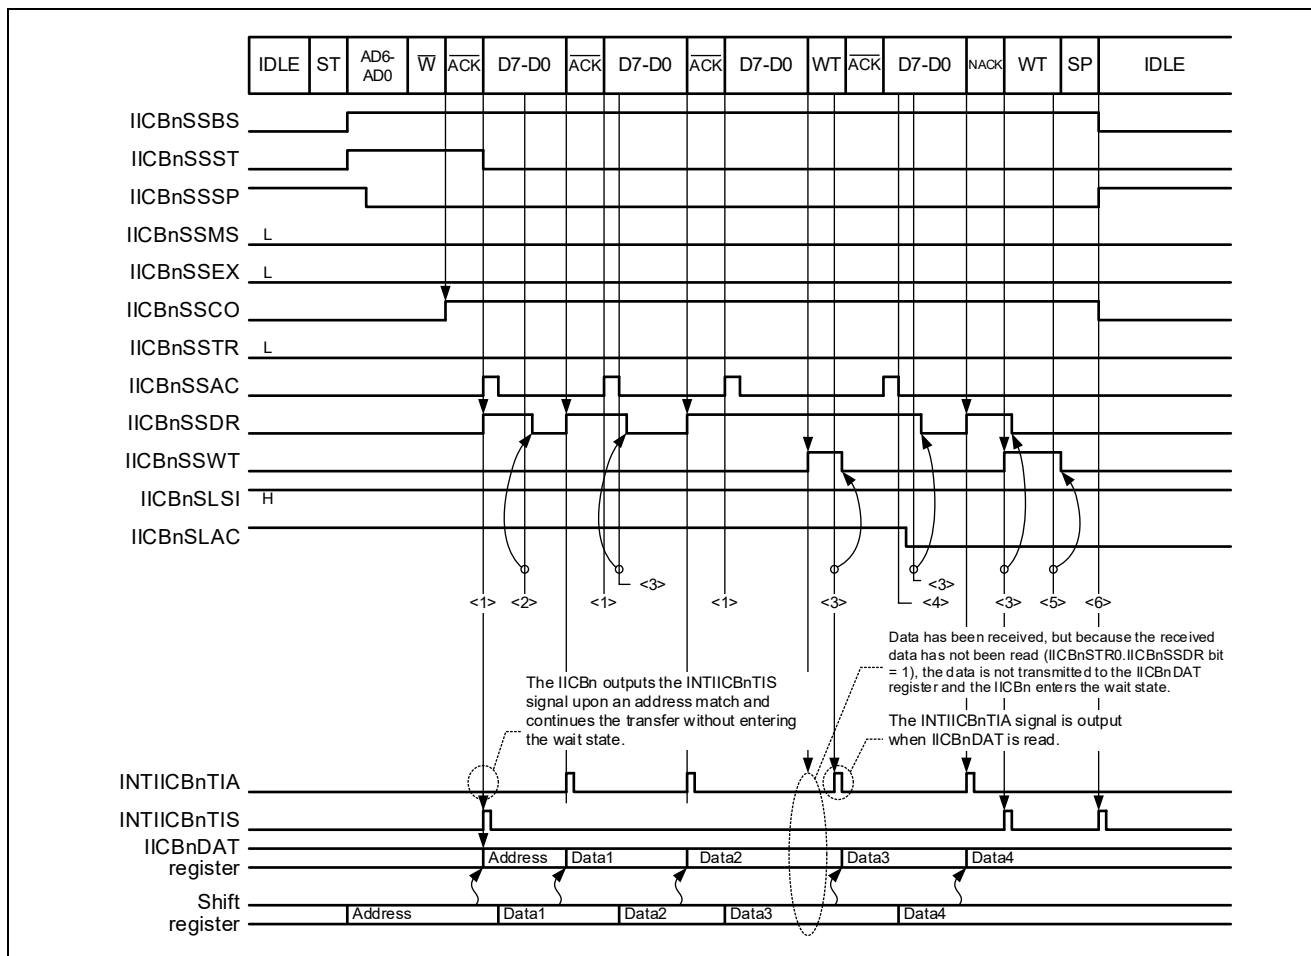 IDLE ST AD6-AD0 W ACK D7-D0 ACK D7-D0 ACK D7-D0 WT ACK D7-D0 NACK WT SP IDLE
IICBnSSBS
IICBnSSST
IICBnSSSP
IICBnSSMS L
IICBnSSEX L
IICBnSSCO
IICBnSSTR L
IICBnSSAC
IICBnSSDR
IICBnSSWT
IICBnSLSI H
IICBnSLAC
<3> <3>
<1> <2> <1> <1> <3> <4> <3> <5> <6>
Data has been received, but because the received
data has not been read (IICBnSTR0.IICBnSSDR bit
= 1), the data is not transmitted to the IICBnDAT
register and the IICBn enters the wait state.
The IICBn outputs the INTIICBnTIS
signal upon an address match and
continues the transfer without entering
the wait state.
The INTIICBnTIA signal is output
when IICBnDAT is read.
INTIICBnTIA
INTIICBnTIS
IICBnDAT
register
Address Data1 Data2 Data3 Data4
Shift
register
Address Data1 Data2 Data3 Data4